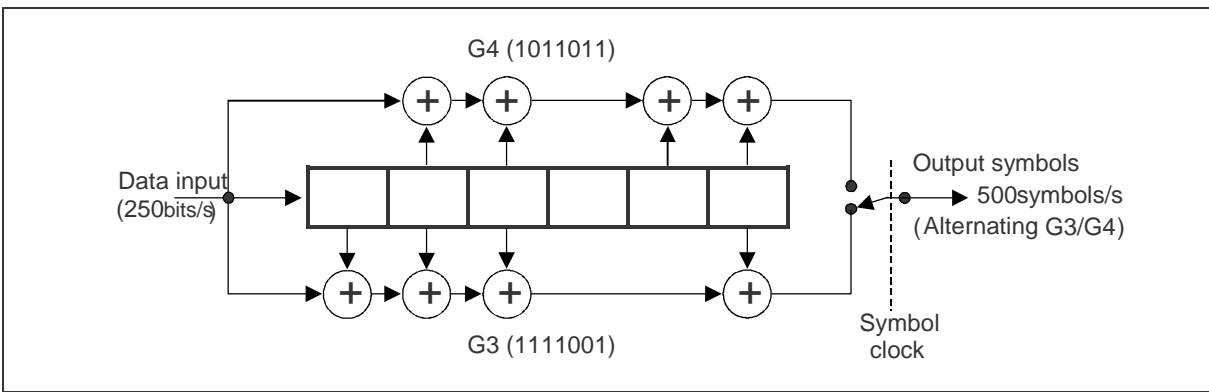 G4 (1011011)
Data input
(250bits/s)
Output symbols
500symbols/s
(Alternating G3/G4)
Symbol
clock
G3 (1111001)